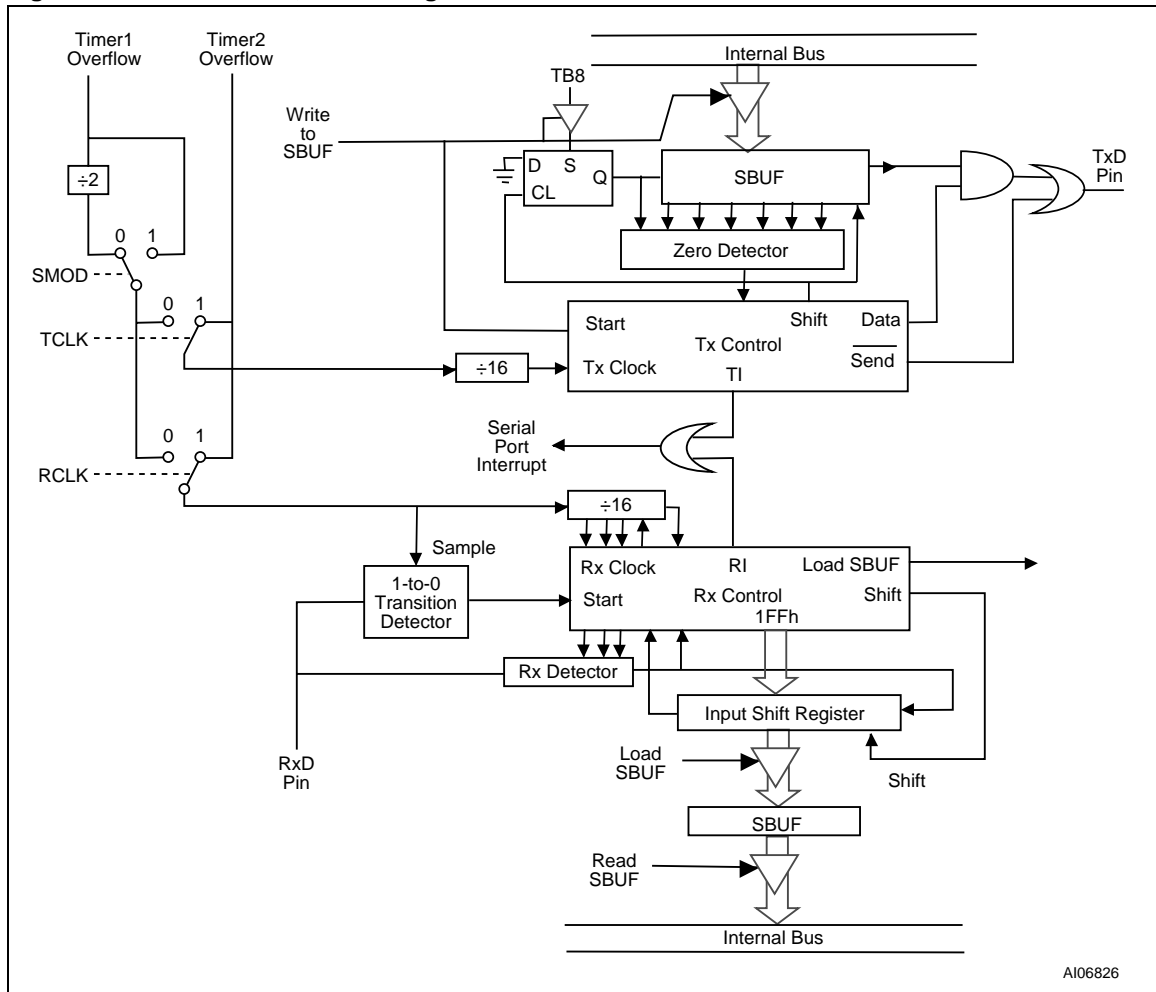 Timer1
Overflow
Timer2
Overflow
Internal Bus
TB8
Write
to
SBUF
D S
Q
CL
SBUF
TxD
Pin
÷2
Zero Detector
0 1
SMOD
0 1
TCLK
Start
Shift
Data
Tx Control
Send
÷16
Tx Clock
TI
Serial
Port
Interrupt
0 1
RCLK
÷16
Sample
Rx Clock
RI
Load SBUF
1-to-0
Transition
Detector
Start
Rx Control
Shift
1FFh
Rx Detector
Input Shift Register
RxD
Pin
Load
SBUF
Shift
SBUF
Read
SBUF
Internal Bus
AI06826